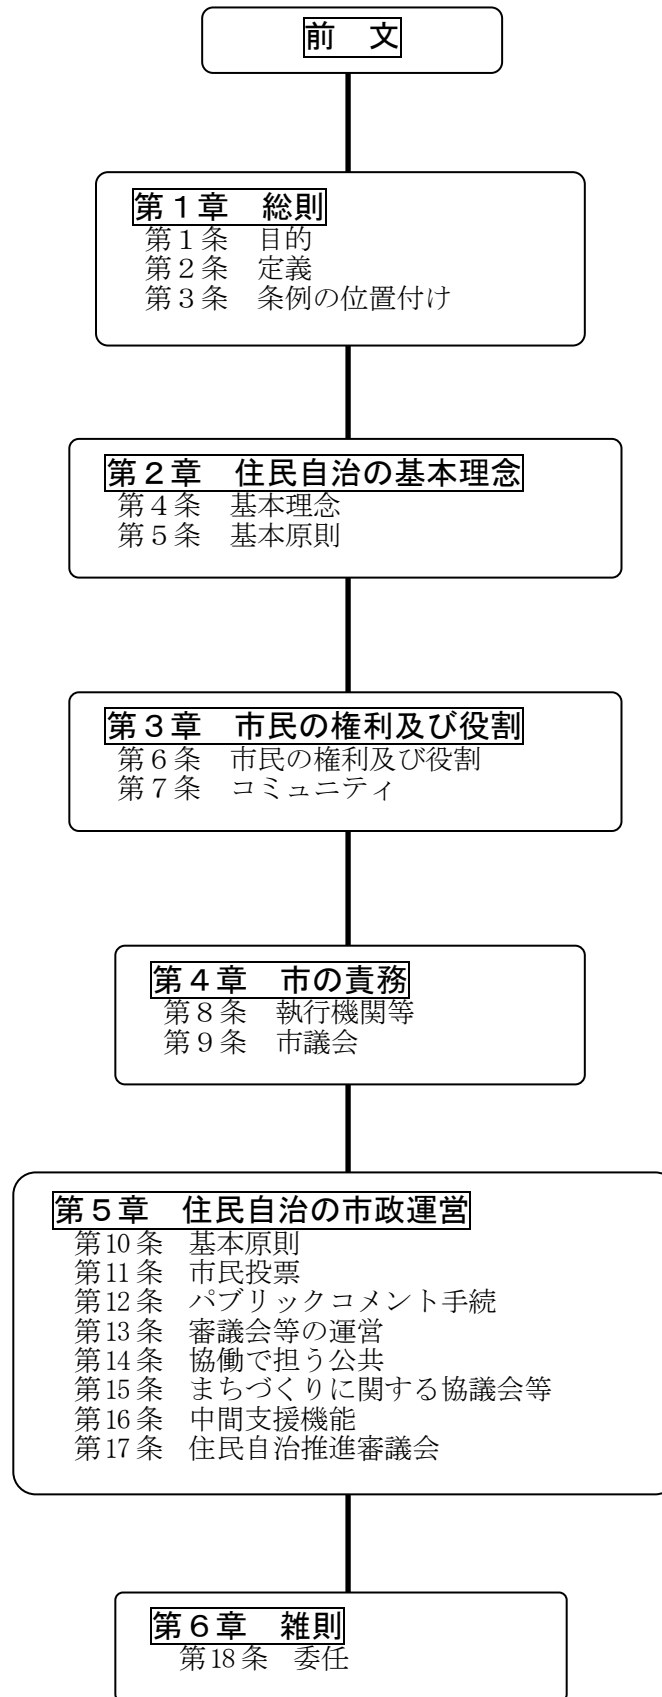 前　文
第１章　総則
第１条　目的
第２条　定義
第３条　条例の位置付け
第２章　住民自治の基本理念
第４条　基本理念
第５条　基本原則
第３章　市民の権利及び役割
第６条　市民の権利及び役割
第７条　コミュニティ
第４章　市の責務
第８条　執行機関等
第９条　市議会
第５章　住民自治の市政運営
第10条　基本原則
第11条　市民投票
第12条　パブリックコメント手続
第13条　審議会等の運営
第14条　協働で担う公共
第15条　まちづくりに関する協議会等
第16条　中間支援機能
第17条　住民自治推進審議会
第６章　雑則
第18条　委任